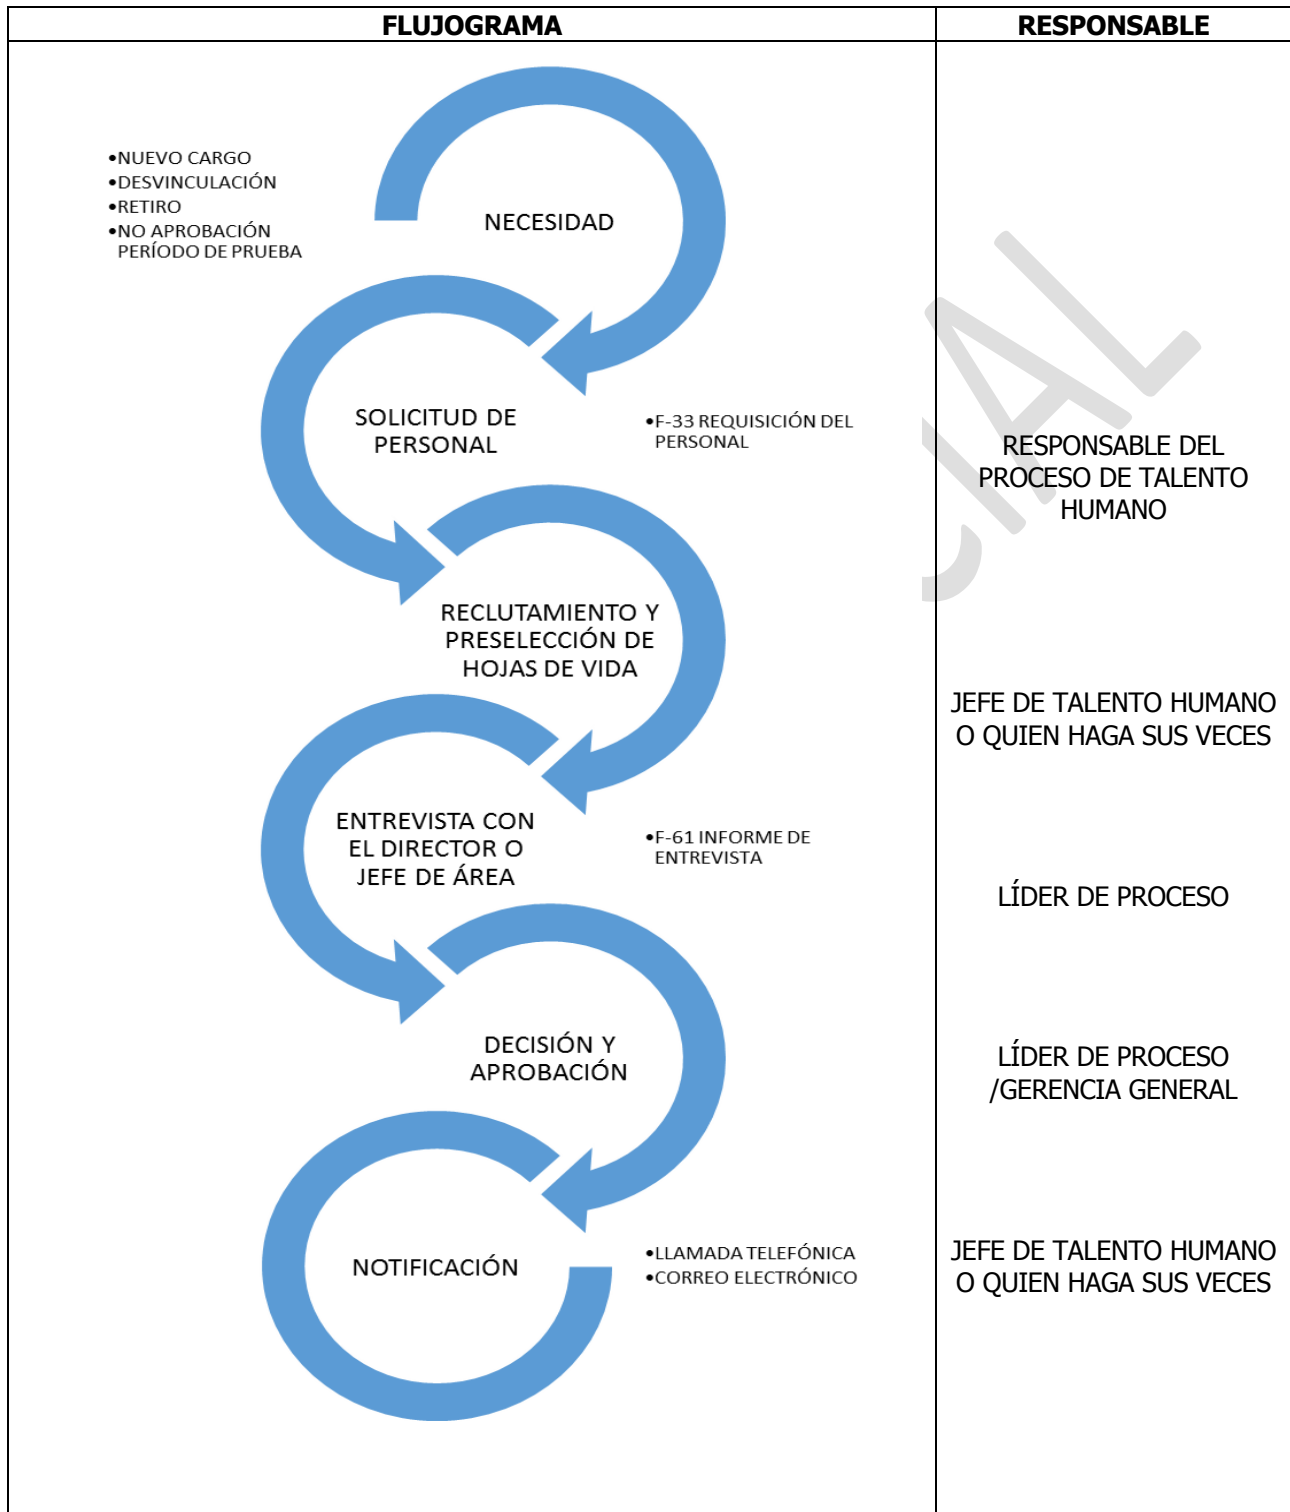 FLUJOGRAMA
RESPONSABLE
•NUEVO CARGO
•DESVINCULACIÓN
•RETIRO
•NO APROBACIÓN
PERÍODO DE PRUEBA
NECESIDAD
SOLICITUD DE
PERSONAL
•F-33 REQUISICIÓN DEL
PERSONAL
RESPONSABLE DEL
PROCESO DE TALENTO
HUMANO
RECLUTAMIENTO Y
PRESELECCIÓN DE
HOJAS DE VIDA
JEFE DE TALENTO HUMANO
O QUIEN HAGA SUS VECES
ENTREVISTA CON
EL DIRECTOR O
JEFE DE ÁREA
•F-61 INFORME DE
ENTREVISTA
LÍDER DE PROCESO
DECISIÓN Y
APROBACIÓN
LÍDER DE PROCESO
/GERENCIA GENERAL
NOTIFICACIÓN
•LLAMADA TELEFÓNICA
•CORREO ELECTRÓNICO
JEFE DE TALENTO HUMANO
O QUIEN HAGA SUS VECES